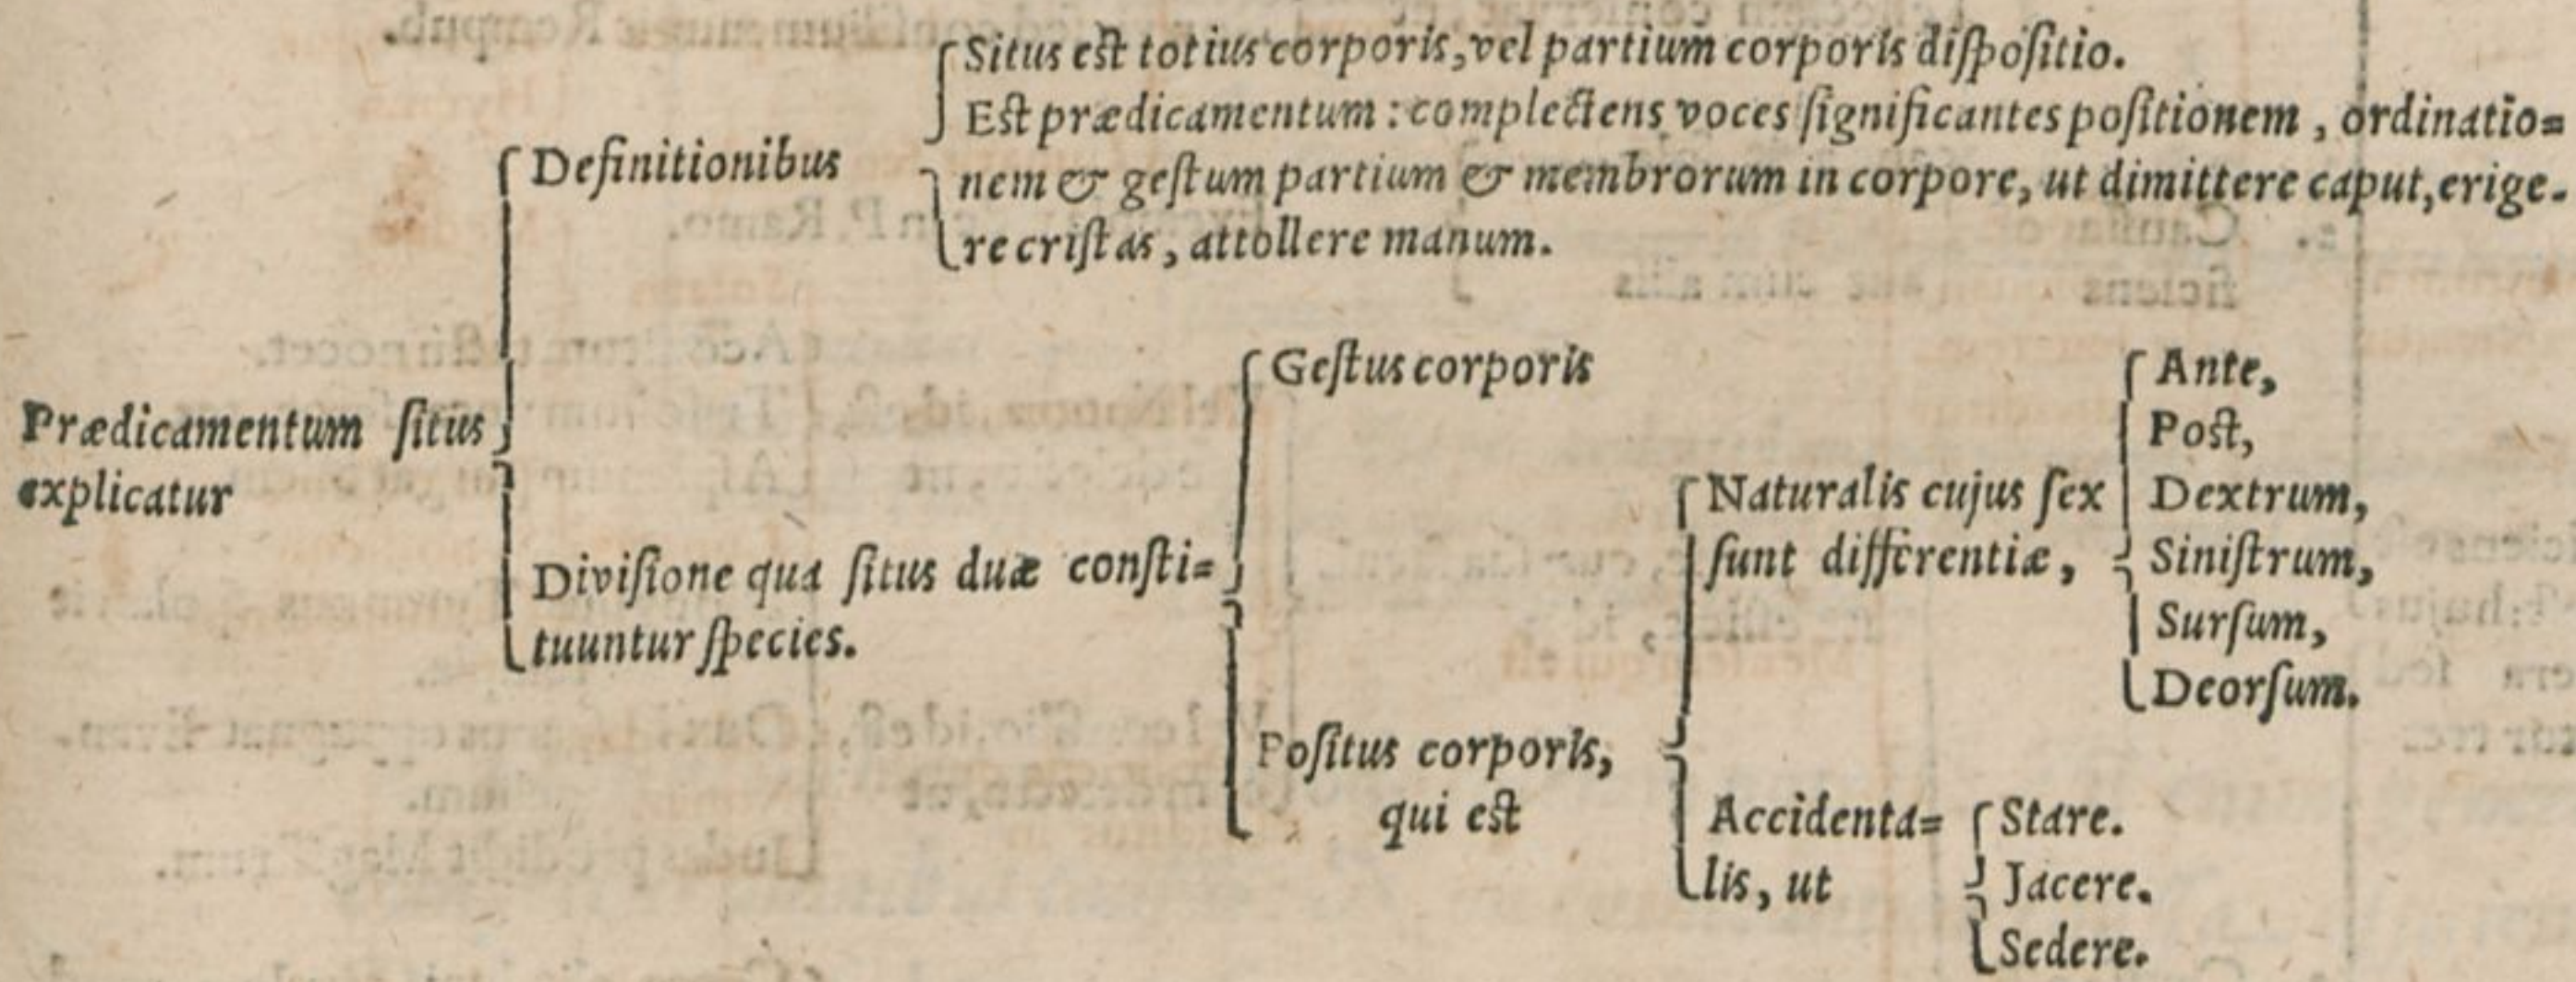 Situs est totius corporis, vel partium corporis diſpoſitio.
Est prædicamentum: complectens voces ſignificantes poſitionem, ordinatio=
nem & geſtum partium & membrorum in corpore, ut dimittere caput, erige-
re criſtas, attollere manum.
Definitionibus
Prædicamentum ſitus
explicatur
Diviſione qua ſitus duæ conſti=
tuuntur ſpecies.
Geſtus corporis
Poſitus corporis,
qui est
Naturalis cujus ſex
ſunt differentiæ,
Ante,
Post,
Dextrum,
Siniſtrum,
Surſum,
Deorſum.
Accidenta=
lis, ut
Stare.
Jacere.
Sedere.